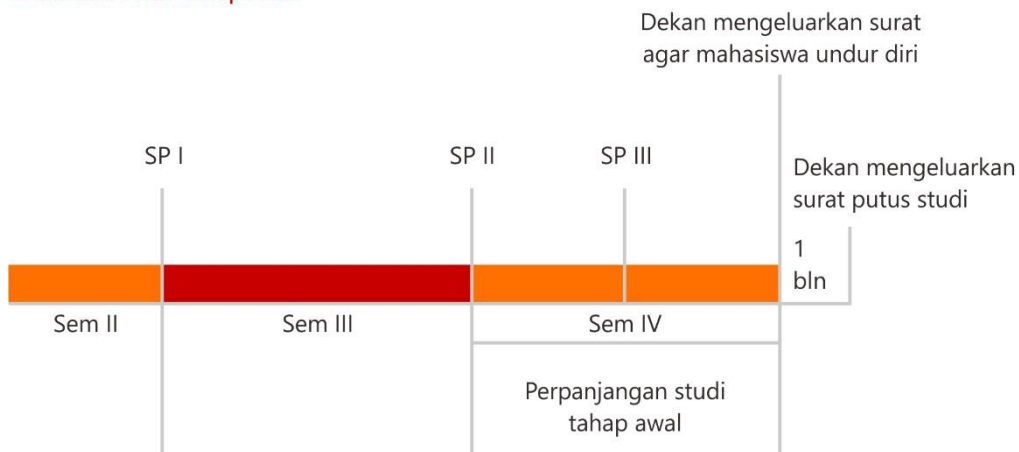 Dekan mengeluarkan surat
agar mahasiswa undur diri
SP I
SP II
SP III
Dekan mengeluarkan
surat putus studi
1
bln
Sem II
Sem III
Sem IV
Perpanjangan studi
tahap awal